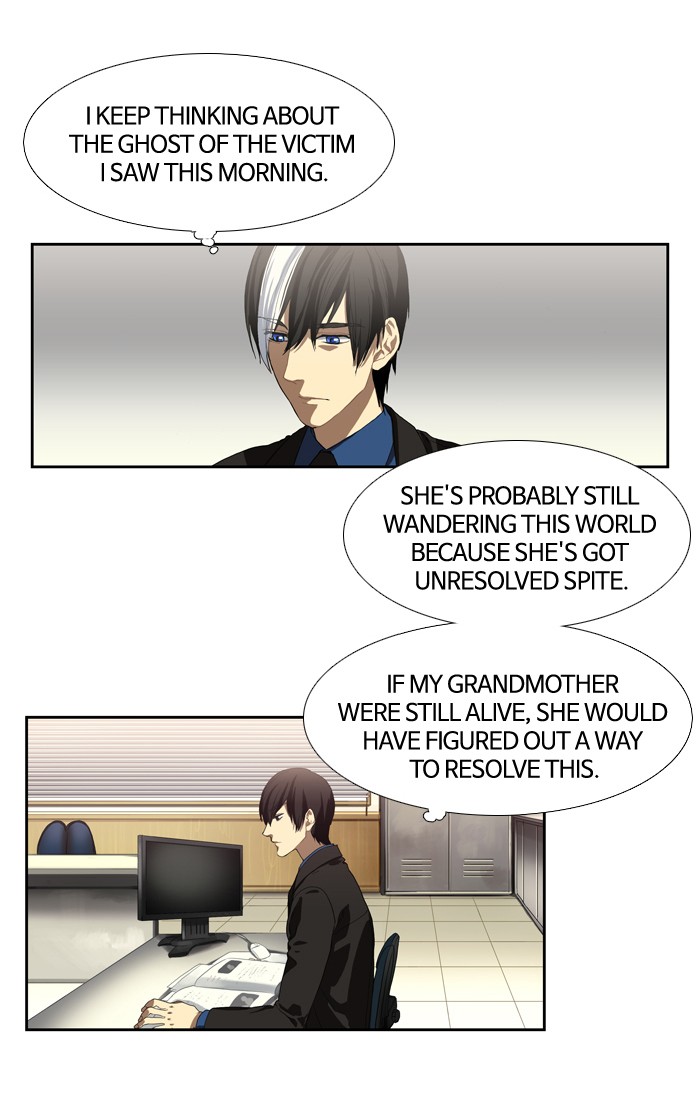 I KEEP THINKING ABOUT
THE GHOST OF THE VICTIM
I SAW THIS MORNING.
SHE'S PROBABLY STILL
WANDERING THIS WORLD
BECAUSE SHE'S GOT
UNRESOLVED SPITE.
IF MY GRANDMOTHER
WERE STILL ALIVE, SHE WOULD
HAVE FIGURED OUT A WAY
TO RESOLVE THIS.